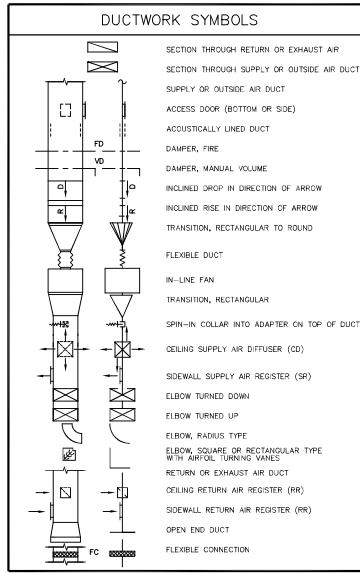 DUCTWORK SYMBOLS
SECTION THROUGH RETURN OR EXHAUST AIR
SECTION THROUGH SUPPLY OR OUTSIDE AIR DUCT
SUPPLY OR OUTSIDE AIR DUCT
ACCESS DOOR (BOTTOM OR SIDE)
ACOUSTICALLY LINED DUCT
FD
DAMPER, FIRE
VD
DAMPER, MANUAL VOLUME
D D
INCLINED DROP IN DIRECTION OF ARROW
R R
INCLINED RISE IN DIRECTION OF ARROW
TRANSITION, RECTANGULAR TO ROUND
FLEXIBLE DUCT
IN-LINE FAN
TRANSITION, RECTANGULAR
SPIN-IN COLLAR INTO ADAPTER ON TOP OF DUCT
CEILING SUPPLY AIR DIFFUSER (CD)
SIDEWALL SUPPLY AIR REGISTER (SR)
ELBOW TURNED DOWN
ELBOW TURNED UP
ELBOW, RADIUS TYPE
ELBOW, SQUARE OR RECTANGULAR TYPE
WITH AIRFOIL TURNING VANES
RETURN OR EXHAUST AIR DUCT
CEILING RETURN AIR REGISTER (RR)
SIDEWALL RETURN AIR REGISTER (RR)
OPEN END DUCT
FC
FLEXIBLE CONNECTION